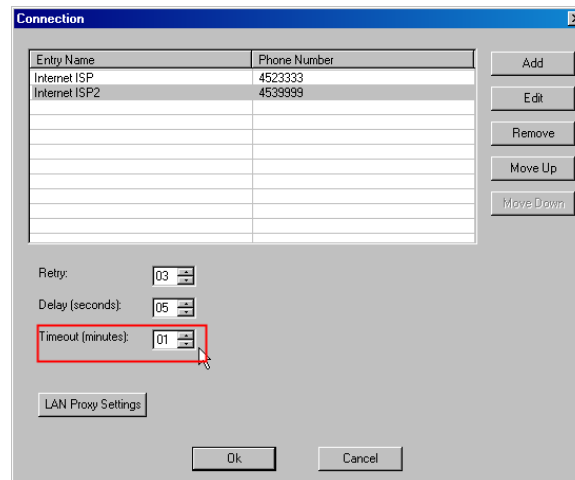 Connection
Entry Name Phone Number
Internet ISP 4523333
Internet ISP2 4539999
Add
Edit
Remove
Move Up
Move Down
Retry: 03
Delay (seconds): 05
Timeout (minutes): 01
LAN Proxy Settings
Ok Cancel